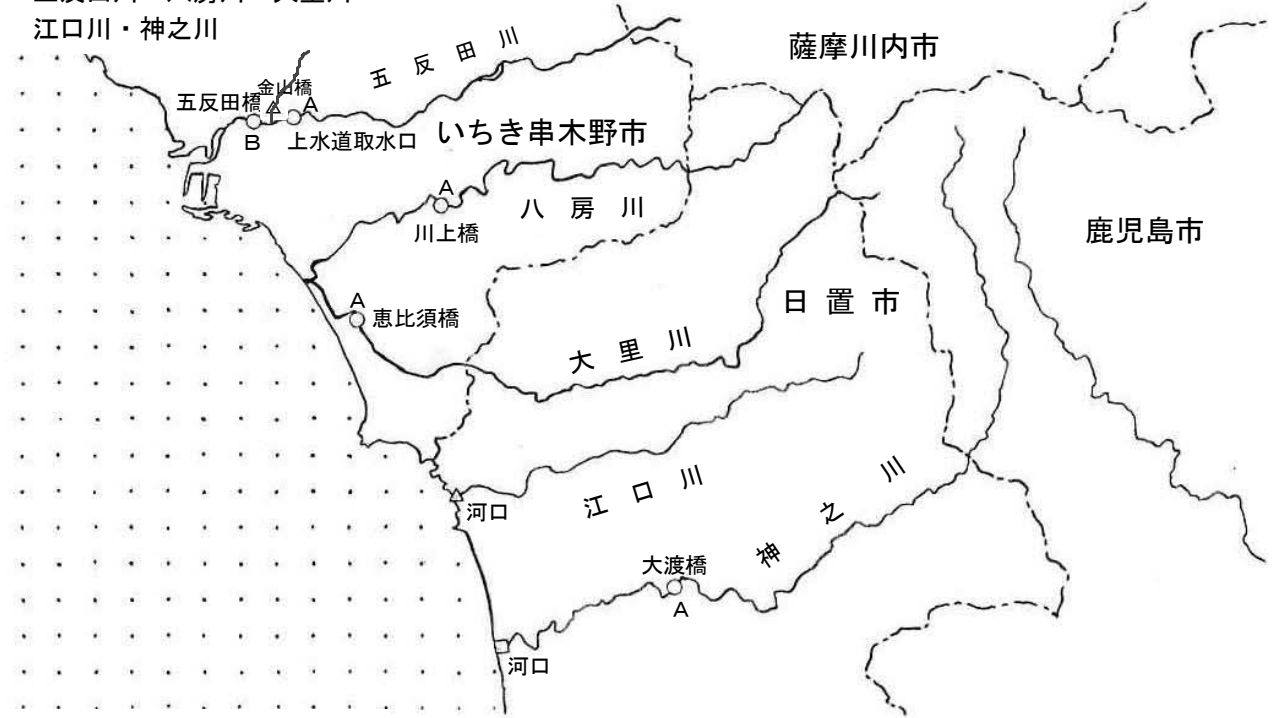 江口川・神之川
薩摩川内市
五反田川
金山橋
五反田橋
A
B
上水道取水口
いちき串木野市
A
八房川
川上橋
鹿児島市
A
恵比須橋
日置市
大里川
江口川
河口
神之川
大渡橋
A
河口